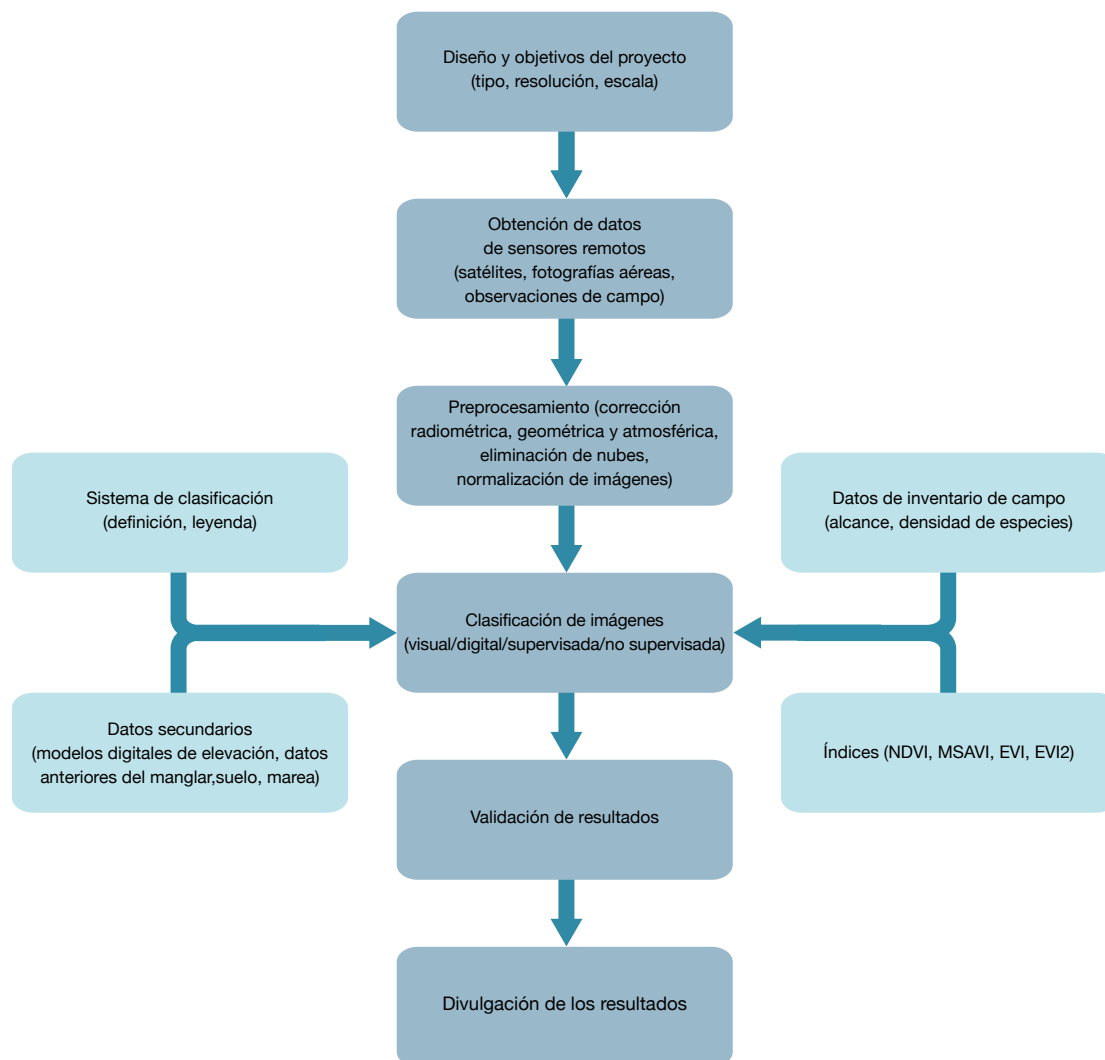 Diseño y objetivos del proyecto
(tipo, resolución, escala)
Obtención de datos
de sensores remotos
(satélites, fotografías aéreas,
observaciones de campo)
Preprocesamiento (corrección
radiométrica, geométrica y atmosférica,
eliminación de nubes,
normalización de imágenes)
Sistema de clasificación
(definición, leyenda)
Datos de inventario de campo
(alcance, densidad de especies)
Clasificación de imágenes
(visual/digital/supervisada/no supervisada)
Datos secundarios
(modelos digitales de elevación, datos
anteriores del manglar,suelo, marea)
Índices (NDVI, MSAVI, EVI, EVI2)
Validación de resultados
Divulgación de los resultados